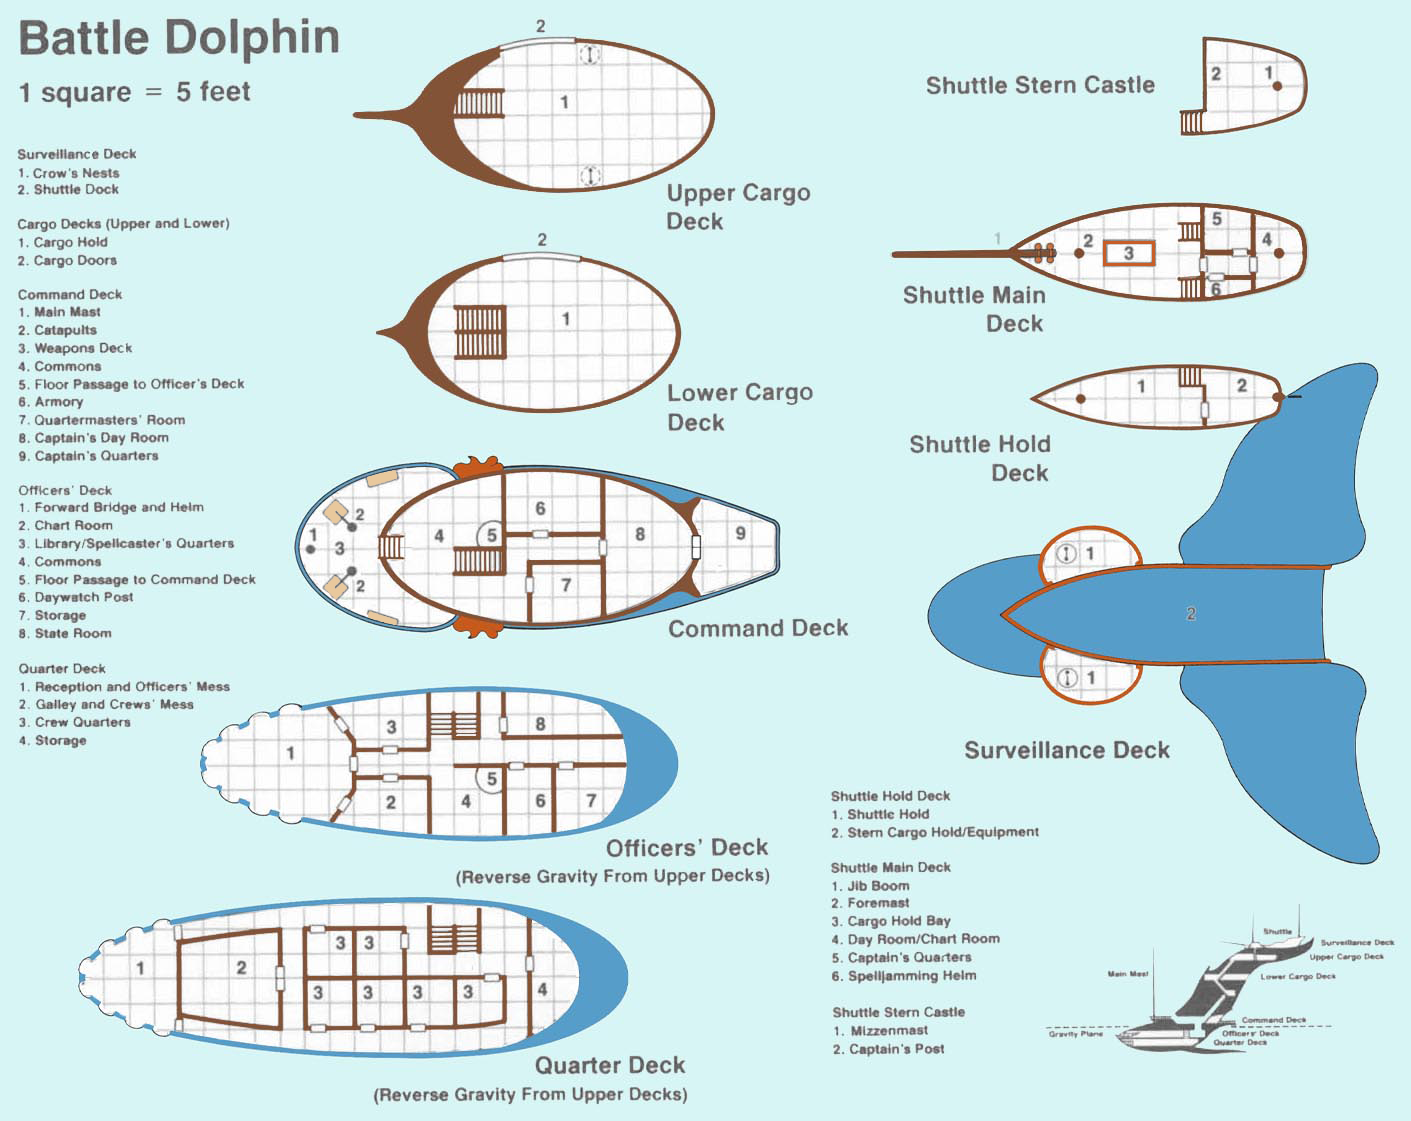 Battle Dolphin
1 square = 5 feet
Surveillance Deck
1. Crow's Nests
2. Shuttle Dock
Cargo Decks (Upper and Lower)
1. Cargo Hold
2. Cargo Doors
Command Deck
1. Main Mast
2. Catapults
3. Weapons Deck
4. Commons
5. Floor Passage to Officer's Deck
6. Armory
7. Quartermasters' Room
8. Captain's Day Room
9. Captain's Quarters
Officers' Deck
1. Forward Bridge and Helm
2. Chart Room
3. Library/Spellcaster's Quarters
4. Commons
5. Floor Passage to Command Deck
6. Daywatch Post
7. Storage
8. State Room
Quarter Deck
1. Reception and Officers' Mess
2. Galley and Crews' Mess
3. Crew Quarters
4. Storage
2
1
Upper Cargo
Deck
2
1
Lower Cargo
Deck
1
2
3
2
4
5
6
7
8
9
Command Deck
1
3
2
4
5
6
7
8
Officers' Deck
(Reverse Gravity From Upper Decks)
1
2
3
3
3
3
3
3
4
Quarter Deck
(Reverse Gravity From Upper Decks)
Shuttle Stern Castle
2
1
1
2
3
5
4
6
Shuttle Main
Deck
1
2
Shuttle Hold
Deck
1
2
1
Surveillance Deck
Shuttle Hold Deck
1. Shuttle Hold
2. Stern Cargo Hold/Equipment
Shuttle Main Deck
1. Jib Boom
2. Foremast
3. Cargo Hold Bay
4. Day Room/Chart Room
5. Captain's Quarters
6. Spelljamming Helm
Shuttle Stern Castle
1. Mizzenmast
2. Captain's Post
Shuttle
Surveillance Deck
Upper Cargo Deck
Main Mast
Lower Cargo Deck
Command Deck
Gravity Plane
Officers' Deck
Quarter Deck